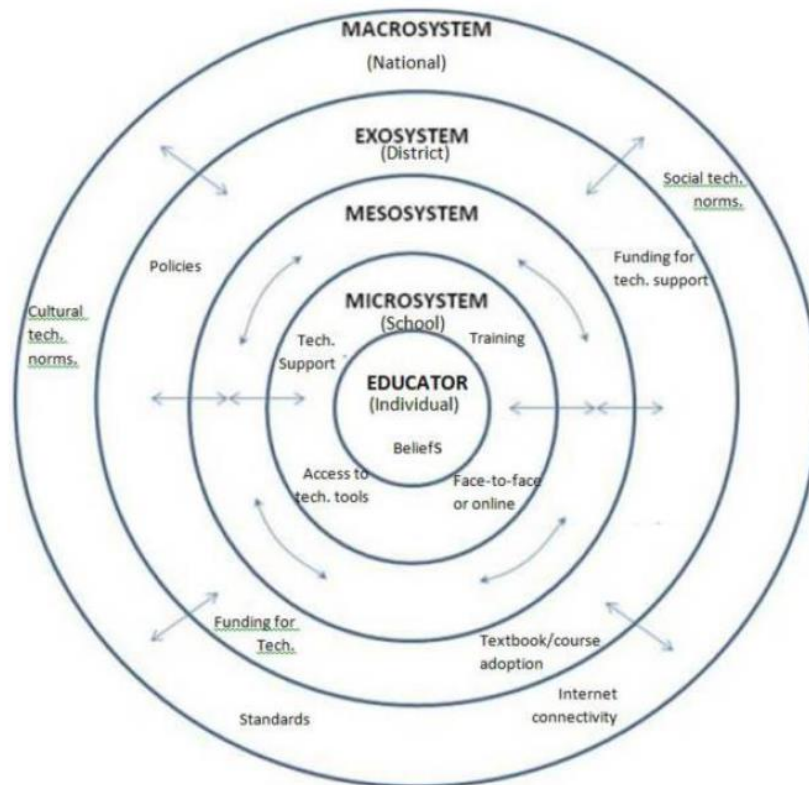 MACROSYSTEM
(National)
EXOSYSTEM
(District)
Social tech.
norms.
MESOSYSTEM
Policies
Funding for
tech. support
MICROSYSTEM
(School)
Cultural
tech.
norms.
Tech.
Support
Training
EDUCATOR
(Individual)
Beliefs
Access to
tech. tools
Face-to-face
or online
Funding for
Tech.
Textbook/course
adoption
Internet
connectivity
Standards